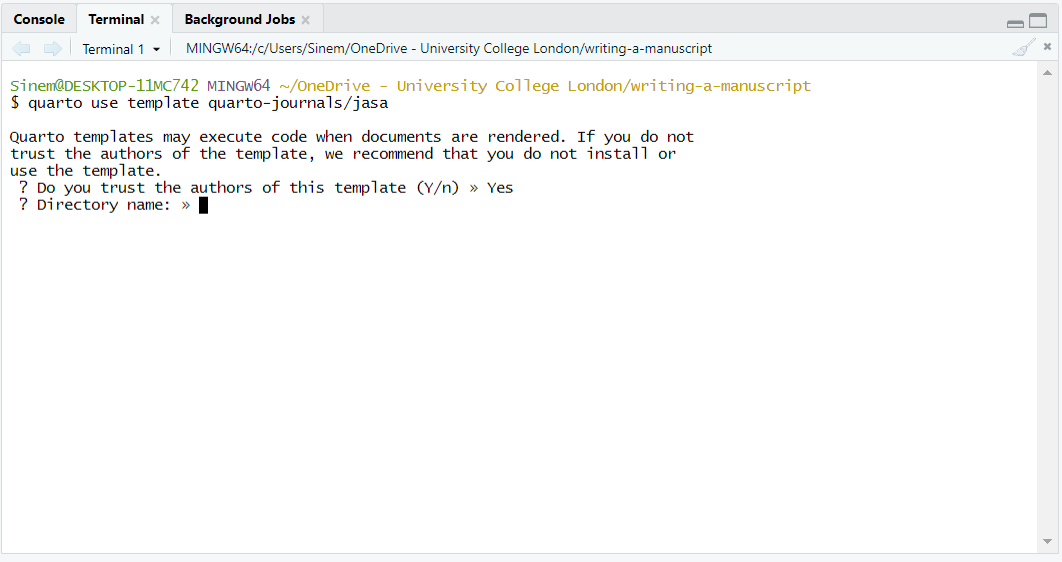 Console Terminal Background Jobs
Terminal 1 MINGW64:/c/Users/Sinem/OneDrive - University College London/writing-a-manuscript
Sinem@DESKTOP-11MC742 MINGW64 ~/OneDrive - University College London/writing-a-manuscript
$ quarto use template quarto-journals/jasa
Quarto templates may execute code when documents are rendered. If you do not
trust the authors of the template, we recommend that you do not install or
use the template.
? Do you trust the authors of this template (Y/n) » Yes
? Directory name: »